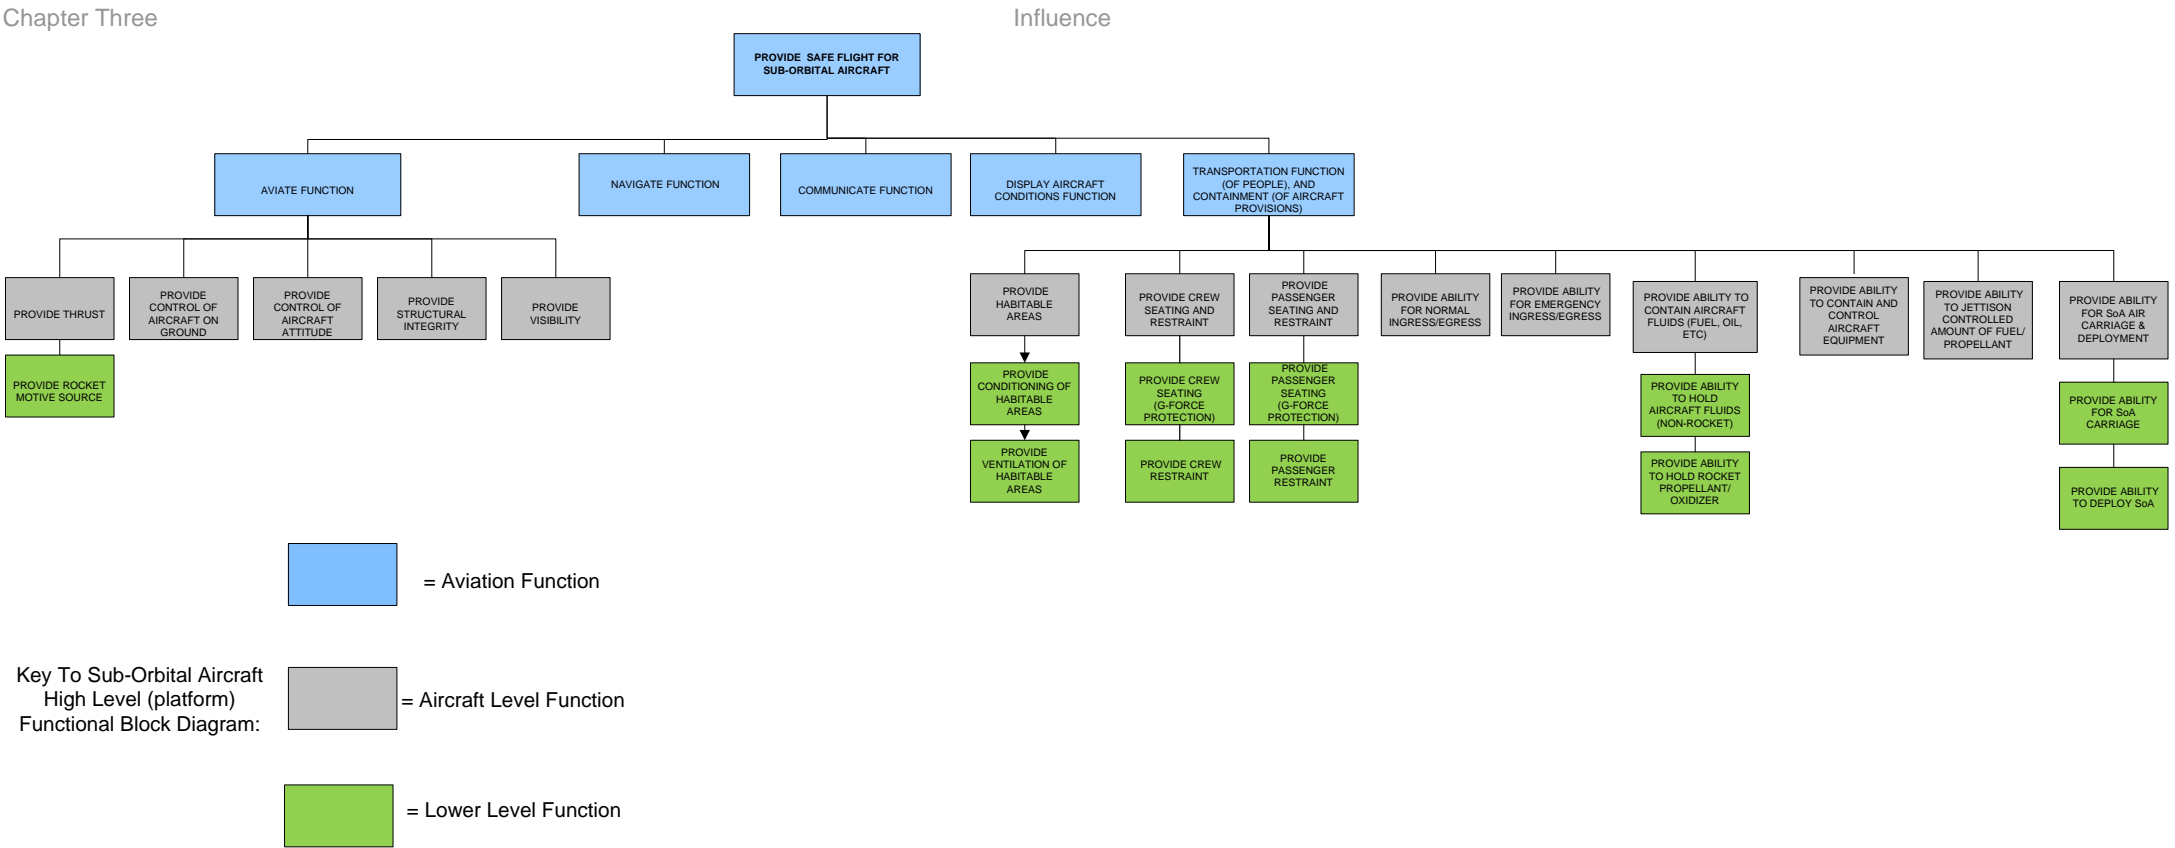 Chapter Three
Influence
PROVIDE SAFE FLIGHT FOR
SUB-ORBITAL AIRCRAFT
AVIATE FUNCTION
NAVIGATE FUNCTION
COMMUNICATE FUNCTION
DISPLAY AIRCRAFT
CONDITIONS FUNCTION
TRANSPORTATION FUNCTION
(OF PEOPLE), AND
CONTAINMENT (OF AIRCRAFT
PROVISIONS)
PROVIDE THRUST
PROVIDE
CONTROL OF
AIRCRAFT ON
GROUND
PROVIDE
CONTROL OF
AIRCRAFT
ATTITUDE
PROVIDE
STRUCTURAL
INTEGRITY
PROVIDE
VISIBILITY
PROVIDE
HABITABLE
AREAS
PROVIDE CREW
SEATING AND
RESTRAINT
PROVIDE
PASSENGER
SEATING AND
RESTRAINT
PROVIDE ABILITY
FOR NORMAL
INGRESS/EGRESS
PROVIDE ABILITY
FOR EMERGENCY
INGRESS/EGRESS
PROVIDE ABILITY TO
CONTAIN AIRCRAFT
FLUIDS (FUEL, OIL,
ETC)
PROVIDE ABILITY
TO CONTAIN AND
CONTROL
AIRCRAFT
EQUIPMENT
PROVIDE ABILITY
TO JETTISON
CONTROLLED
AMOUNT OF FUEL/
PROPELLANT
PROVIDE ABILITY
FOR SoA AIR
CARRIAGE &
DEPLOYMENT
PROVIDE ROCKET
MOTIVE SOURCE
PROVIDE
CONDITIONING OF
HABITABLE
AREAS
PROVIDE CREW
SEATING
(G-FORCE
PROTECTION)
PROVIDE
PASSENGER
SEATING
(G-FORCE
PROTECTION)
PROVIDE ABILITY
TO HOLD
AIRCRAFT FLUIDS
(NON-ROCKET)
PROVIDE ABILITY
FOR SoA
CARRIAGE
PROVIDE
VENTILATION OF
HABITABLE
AREAS
PROVIDE CREW
RESTRAINT
PROVIDE
PASSENGER
RESTRAINT
PROVIDE ABILITY
TO HOLD ROCKET
PROPELLANT/
OXIDIZER
PROVIDE ABILITY
TO DEPLOY SoA
= Aviation Function
Key To Sub-Orbital Aircraft
High Level (platform)
Functional Block Diagram:
= Aircraft Level Function
= Lower Level Function